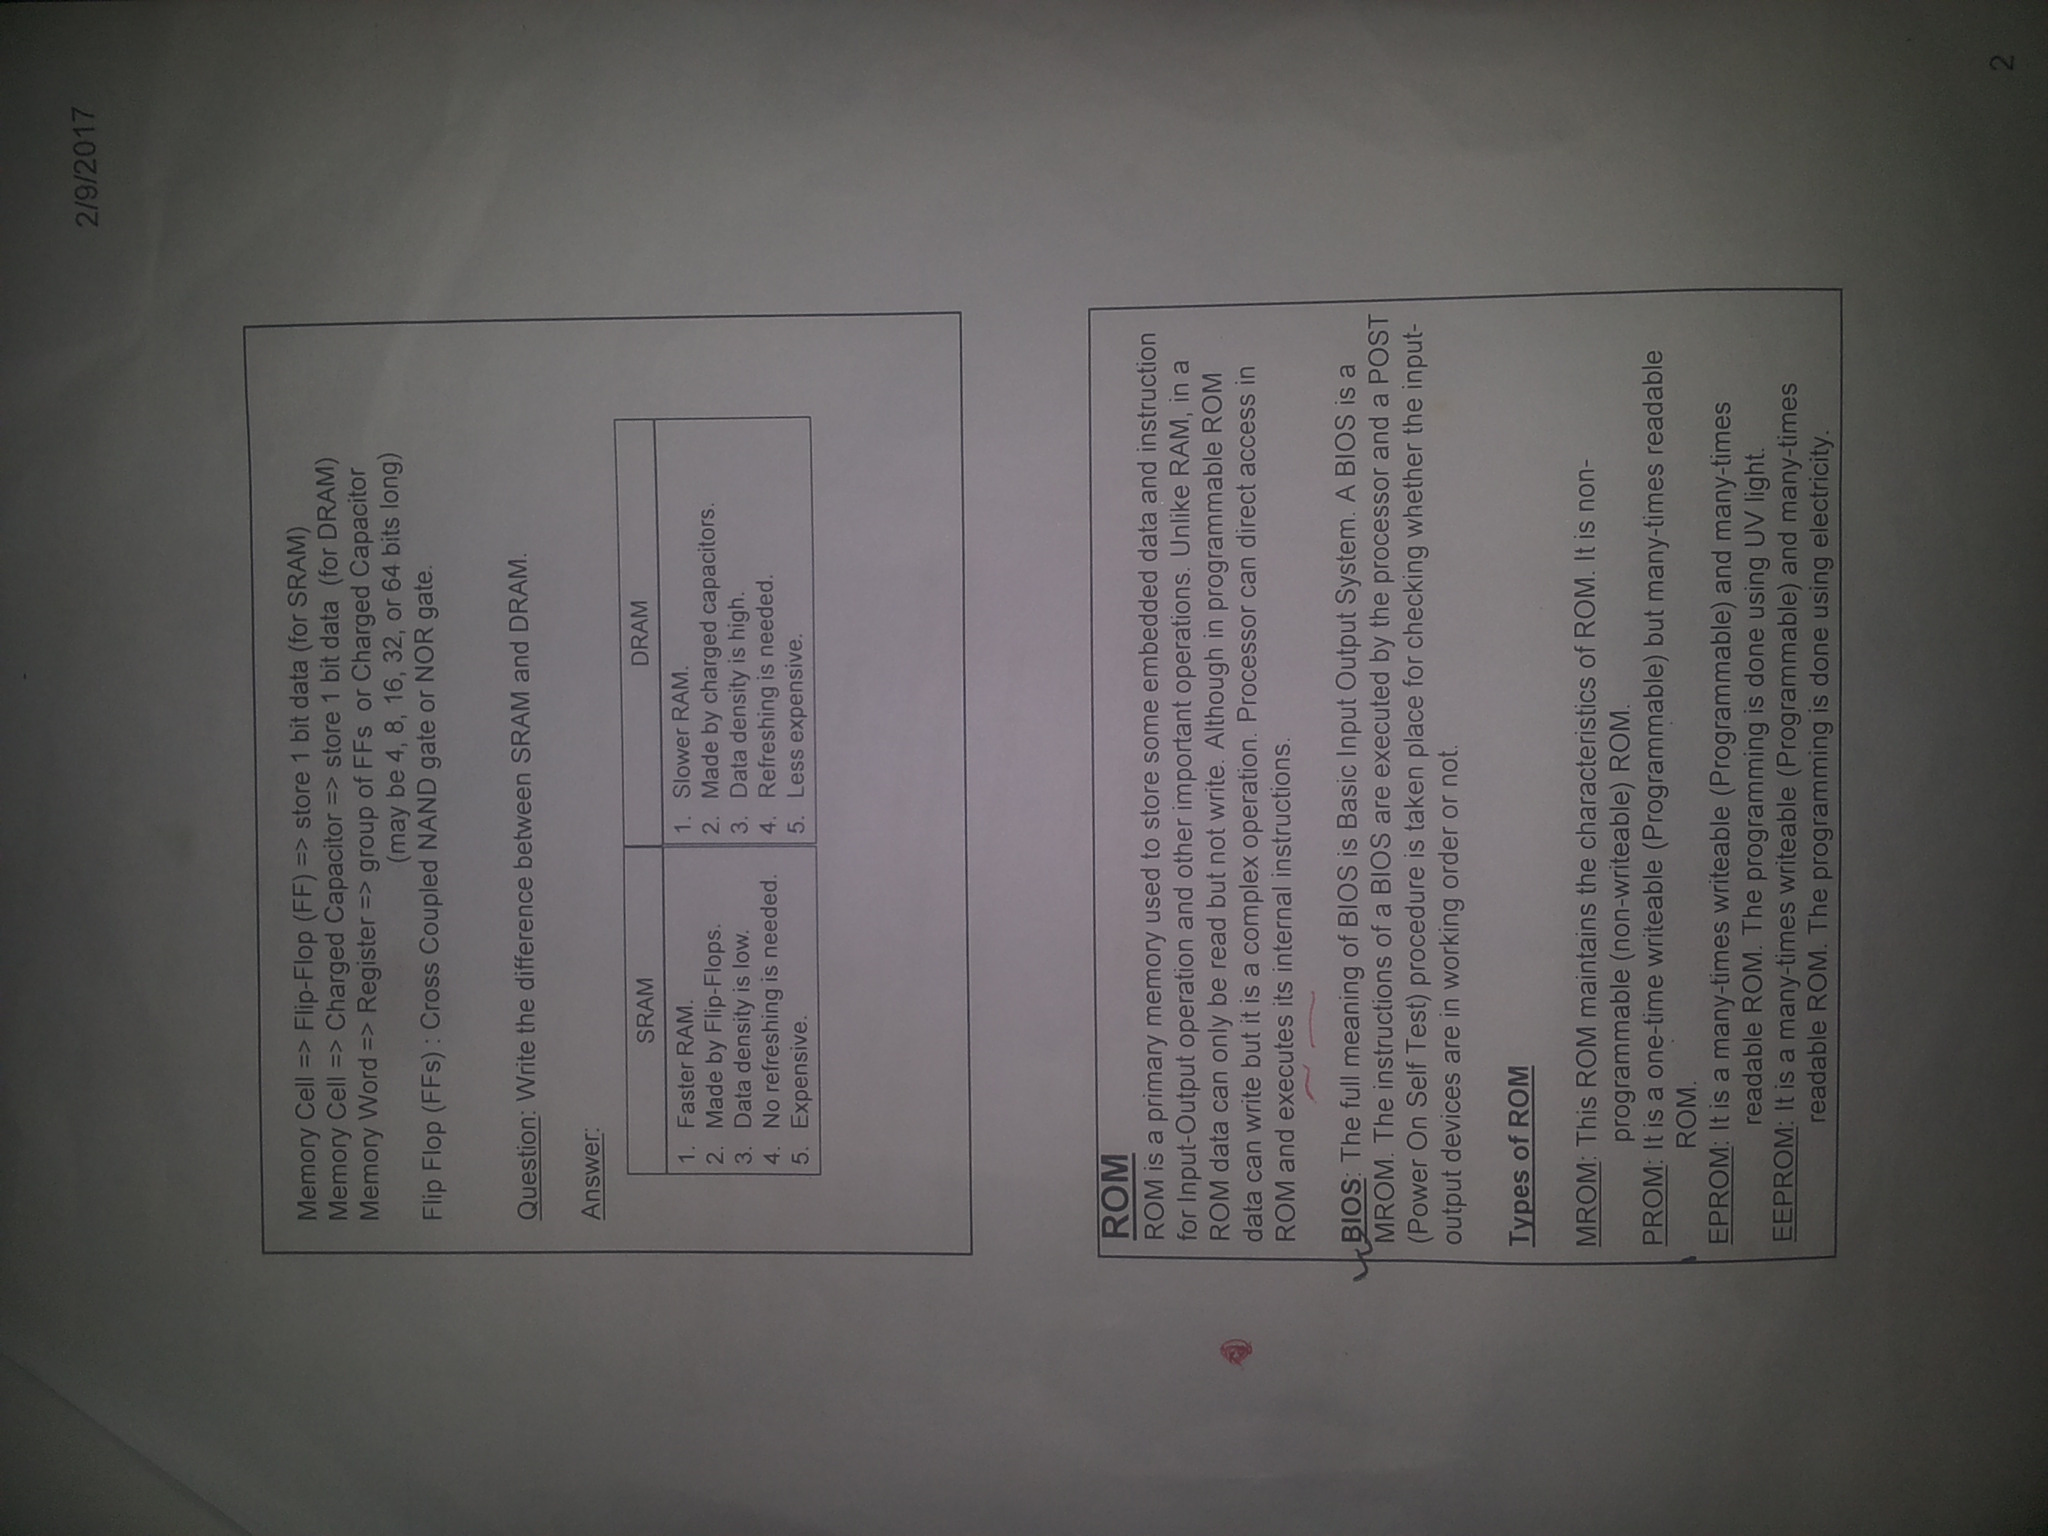 2/9/2017
Memory Cell => Flip-Flop (FF) => store 1 bit data (for SRAM)
Memory Cell => Charged Capacitor => store 1 bit data (for DRAM)
Memory Word => Register => group of FFs or Charged Capacitor
(may be 4, 8, 16, 32, or 64 bits long)
Flip Flop (FFs) : Cross Coupled NAND gate or NOR gate.
Question: Write the difference between SRAM and DRAM.
Answer:
SRAM
1. Faster RAM.
2. Made by Flip-Flops.
3. Data density is low.
4. No refreshing is needed.
5. Expensive.
DRAM
1. Slower RAM.
2. Made by charged capacitors.
3. Data density is high.
4. Refreshing is needed.
5. Less expensive.
ROM
ROM is a primary memory used to store some embedded data and instruction
for Input-Output operation and other important operations. Unlike RAM, in a
ROM data can only be read but not write. Although in programmable ROM
data can write but it is a complex operation. Processor can direct access in
ROM and executes its internal instructions.
BIOS: The full meaning of BIOS is Basic Input Output System. A BIOS is a
MROM. The instructions of a BIOS are executed by the processor and a POST
(Power On Self Test) procedure is taken place for checking whether the input-
output devices are in working order or not.
Types of ROM
MROM: This ROM maintains the characteristics of ROM. It is non-
programmable (non-writeable) ROM.
PROM: It is a one-time writeable (Programmable) but many-times readable
ROM.
EPROM: It is a many-times writeable (Programmable) and many-times
readable ROM. The programming is done using UV light.
EEPROM: It is a many-times writeable (Programmable) and many-times
readable ROM. The programming is done using electricity.
2